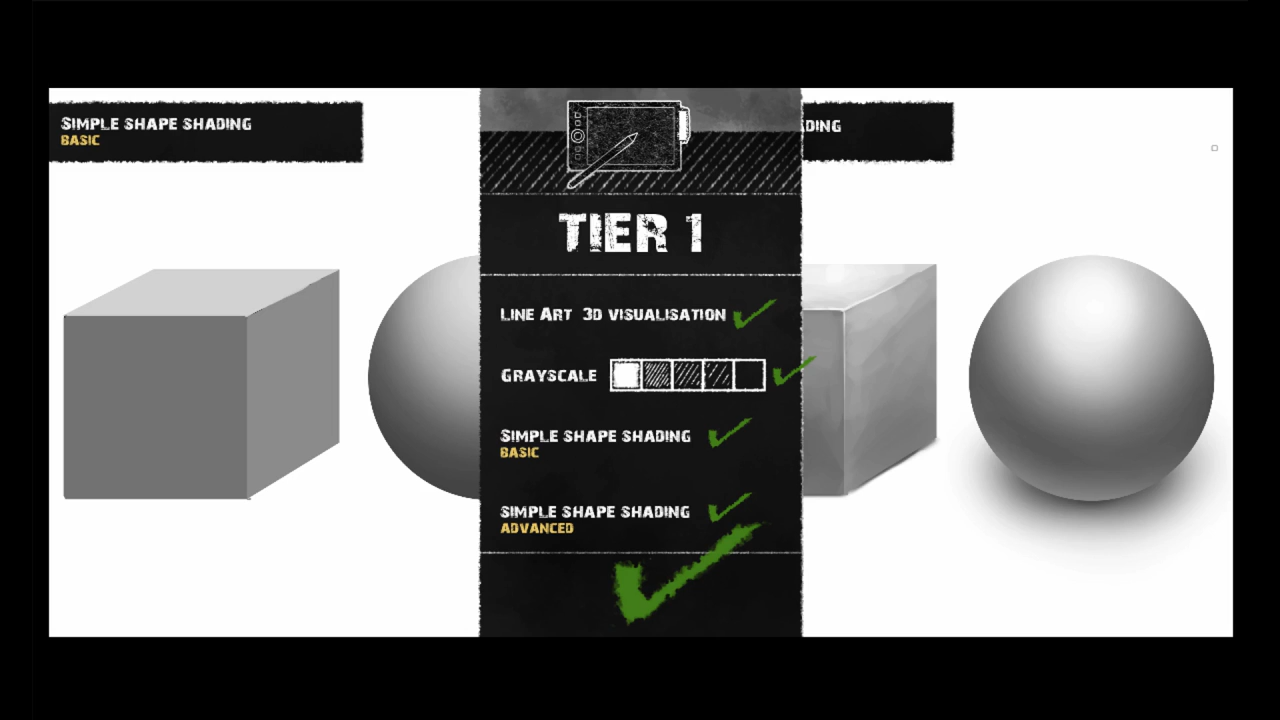 SIMPLE SHAPE SHADING
BASIC
DING
TIER 1
LINE ART 3D VISUALISATION
GRAYSCALE
SIMPLE SHAPE SHADING
BASIC
SIMPLE SHAPE SHADING
ADVANCED